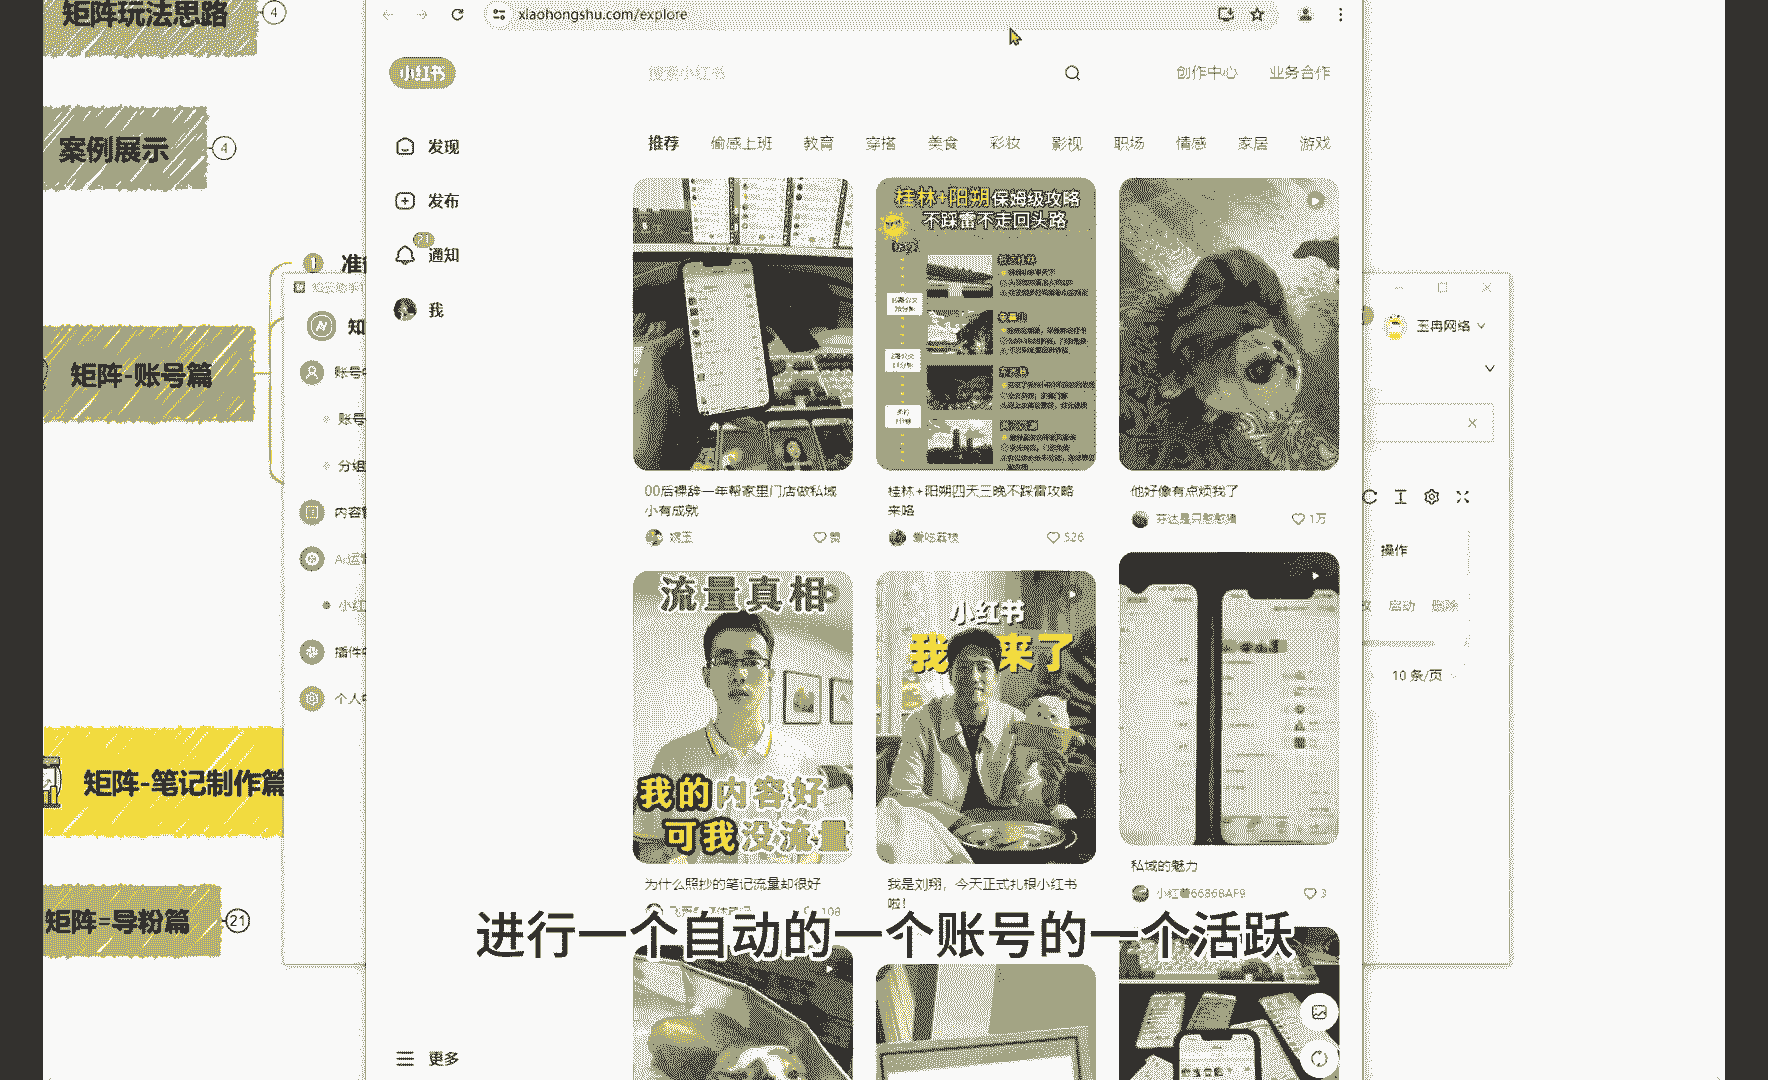 矩阵玩法思路
4
案例展示
4
矩阵-账号篇
矩阵-笔记制作篇
矩阵=导粉篇
21
知
账号
账号
分组
内容
小红
插件
个人
xiaohongshu.com/explore
小红书
搜索小红书
创作中心
业务合作
发现
发布
21
通知
我
更多
推荐
偷感上班
教育
穿搭
美食
彩妆
影视
职场
情感
家居
游戏
00后裸辞一年帮家里门店做私域
小有成就
赞
桂林+阳朔保姆级攻略
不踩雷不走回头路
桂林+阳朔四天三晚不踩雷攻略
来咯
526
他好像有点烦我了
1万
流量真相
我的内容好
可我没流量
为什么照抄的笔记流量却很好
108
小红书
我来了
我是刘翔，今天正式扎根小红书
啦！
私域的魅力
小红薯66868AF9
3
玉冉网络
操作
启动
删除
10 条/页
进行一个自动的一个账号的一个活跃